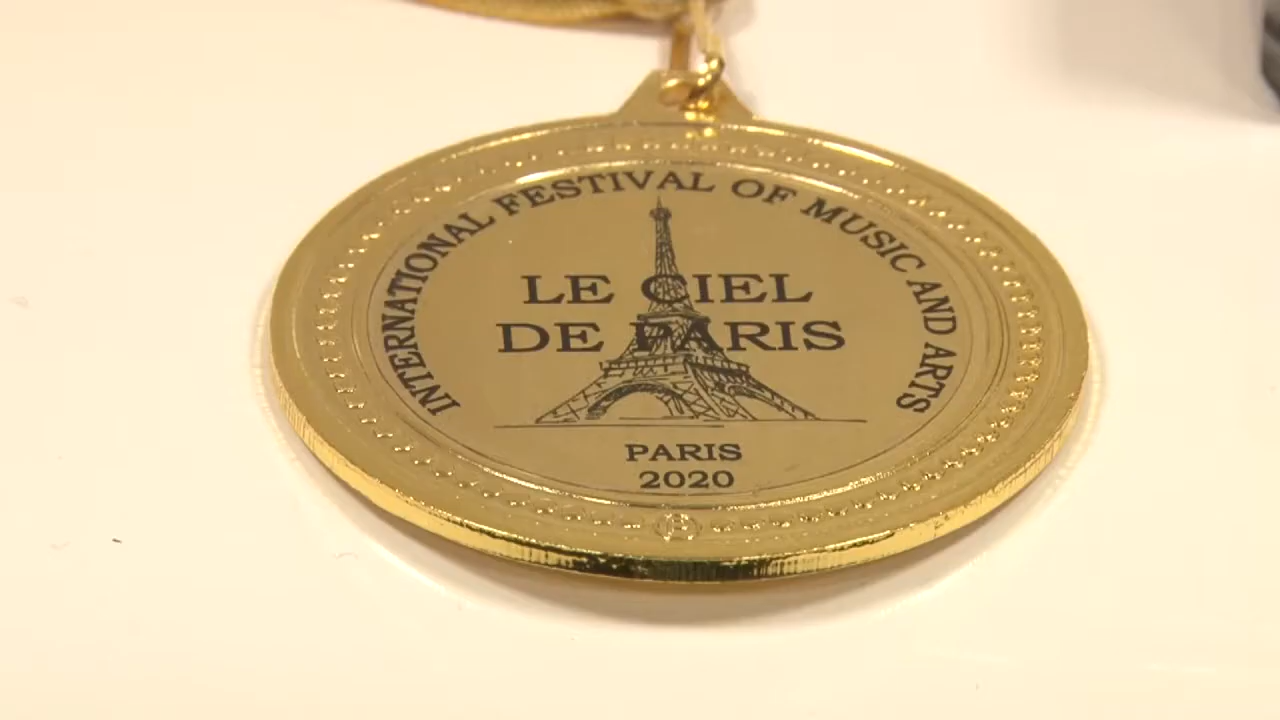 INTERNATIONAL FESTIVAL OF MUSIC AND ARTS
LE CIEL
DE PARIS
PARIS
2020